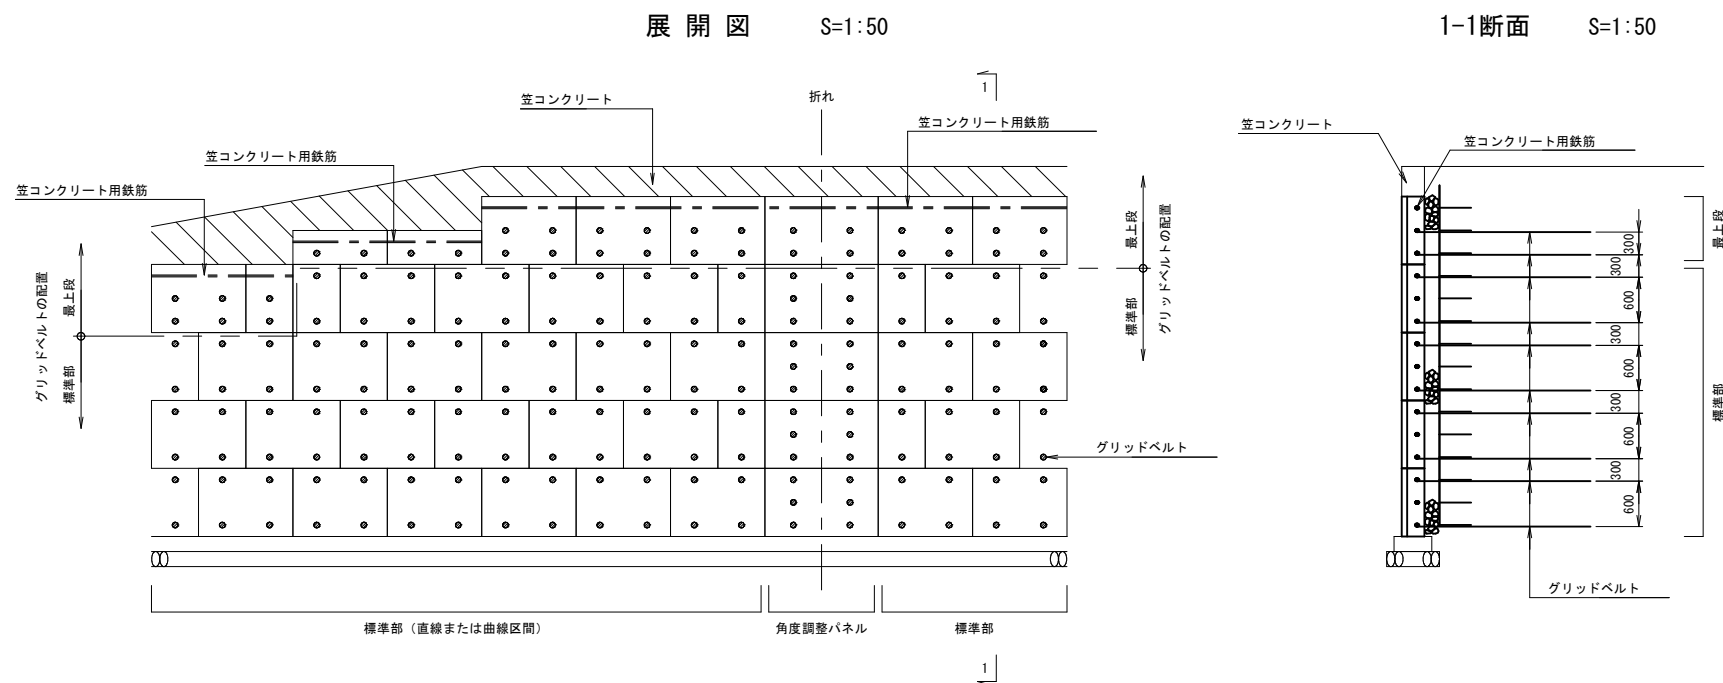 展開図 S=1:50
1-1断面 S=1:50
1
折れ
笠コンクリート
笠コンクリート用鉄筋
笠コンクリート用鉄筋
笠コンクリート用鉄筋
グリッドベルトの配置
最上段
標準部
最上段
標準部
グリッドベルトの配置
グリッドベルト
標準部（直線または曲線区間）
角度調整パネル
標準部
1
笠コンクリート
笠コンクリート用鉄筋
300
300
600
300
600
300
600
300
600
最上段
標準部
グリッドベルト